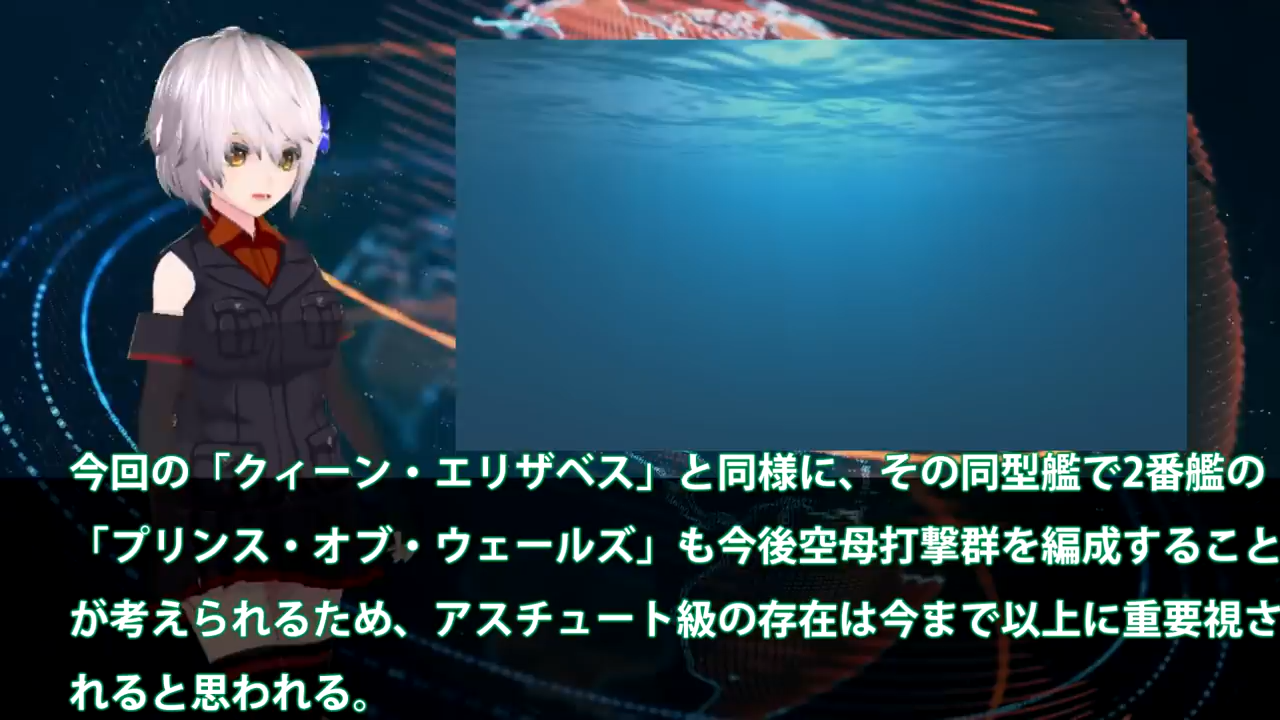 今回の「クィーン・エリザベス」と同様に、その同型艦で2番艦の
「プリンス・オブ・ウェールズ」も今後空母打撃群を編成すること
が考えられるため、アスチュート級の存在は今まで以上に重要視さ
れると思われる。